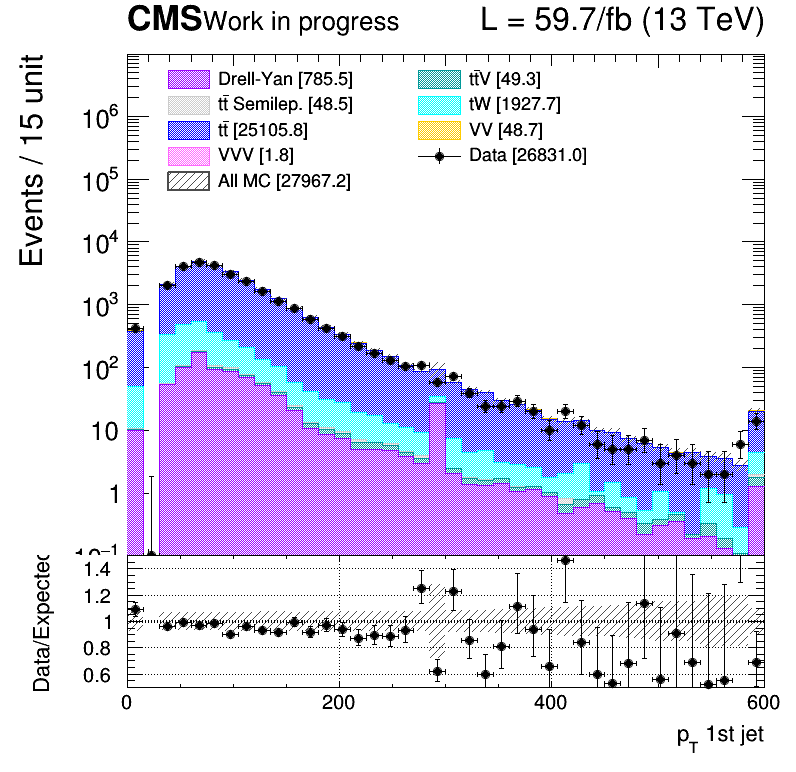 CMS Work in progress L = 59.7/fb (13 TeV)
Events / 15 unit
Drell-Yan [785.5]
tt̄ Semilep. [48.5]
tt̄ [25105.8]
VVV [1.8]
All MC [27967.2]
tt̄V [49.3]
tW [1927.7]
VV [48.7]
Data [26831.0]
10⁶
10⁵
10⁴
10³
10²
10
1
10⁻¹
Data/Expected
1.4
1.2
1
0.8
0.6
0 200 400 600
p_T 1st jet